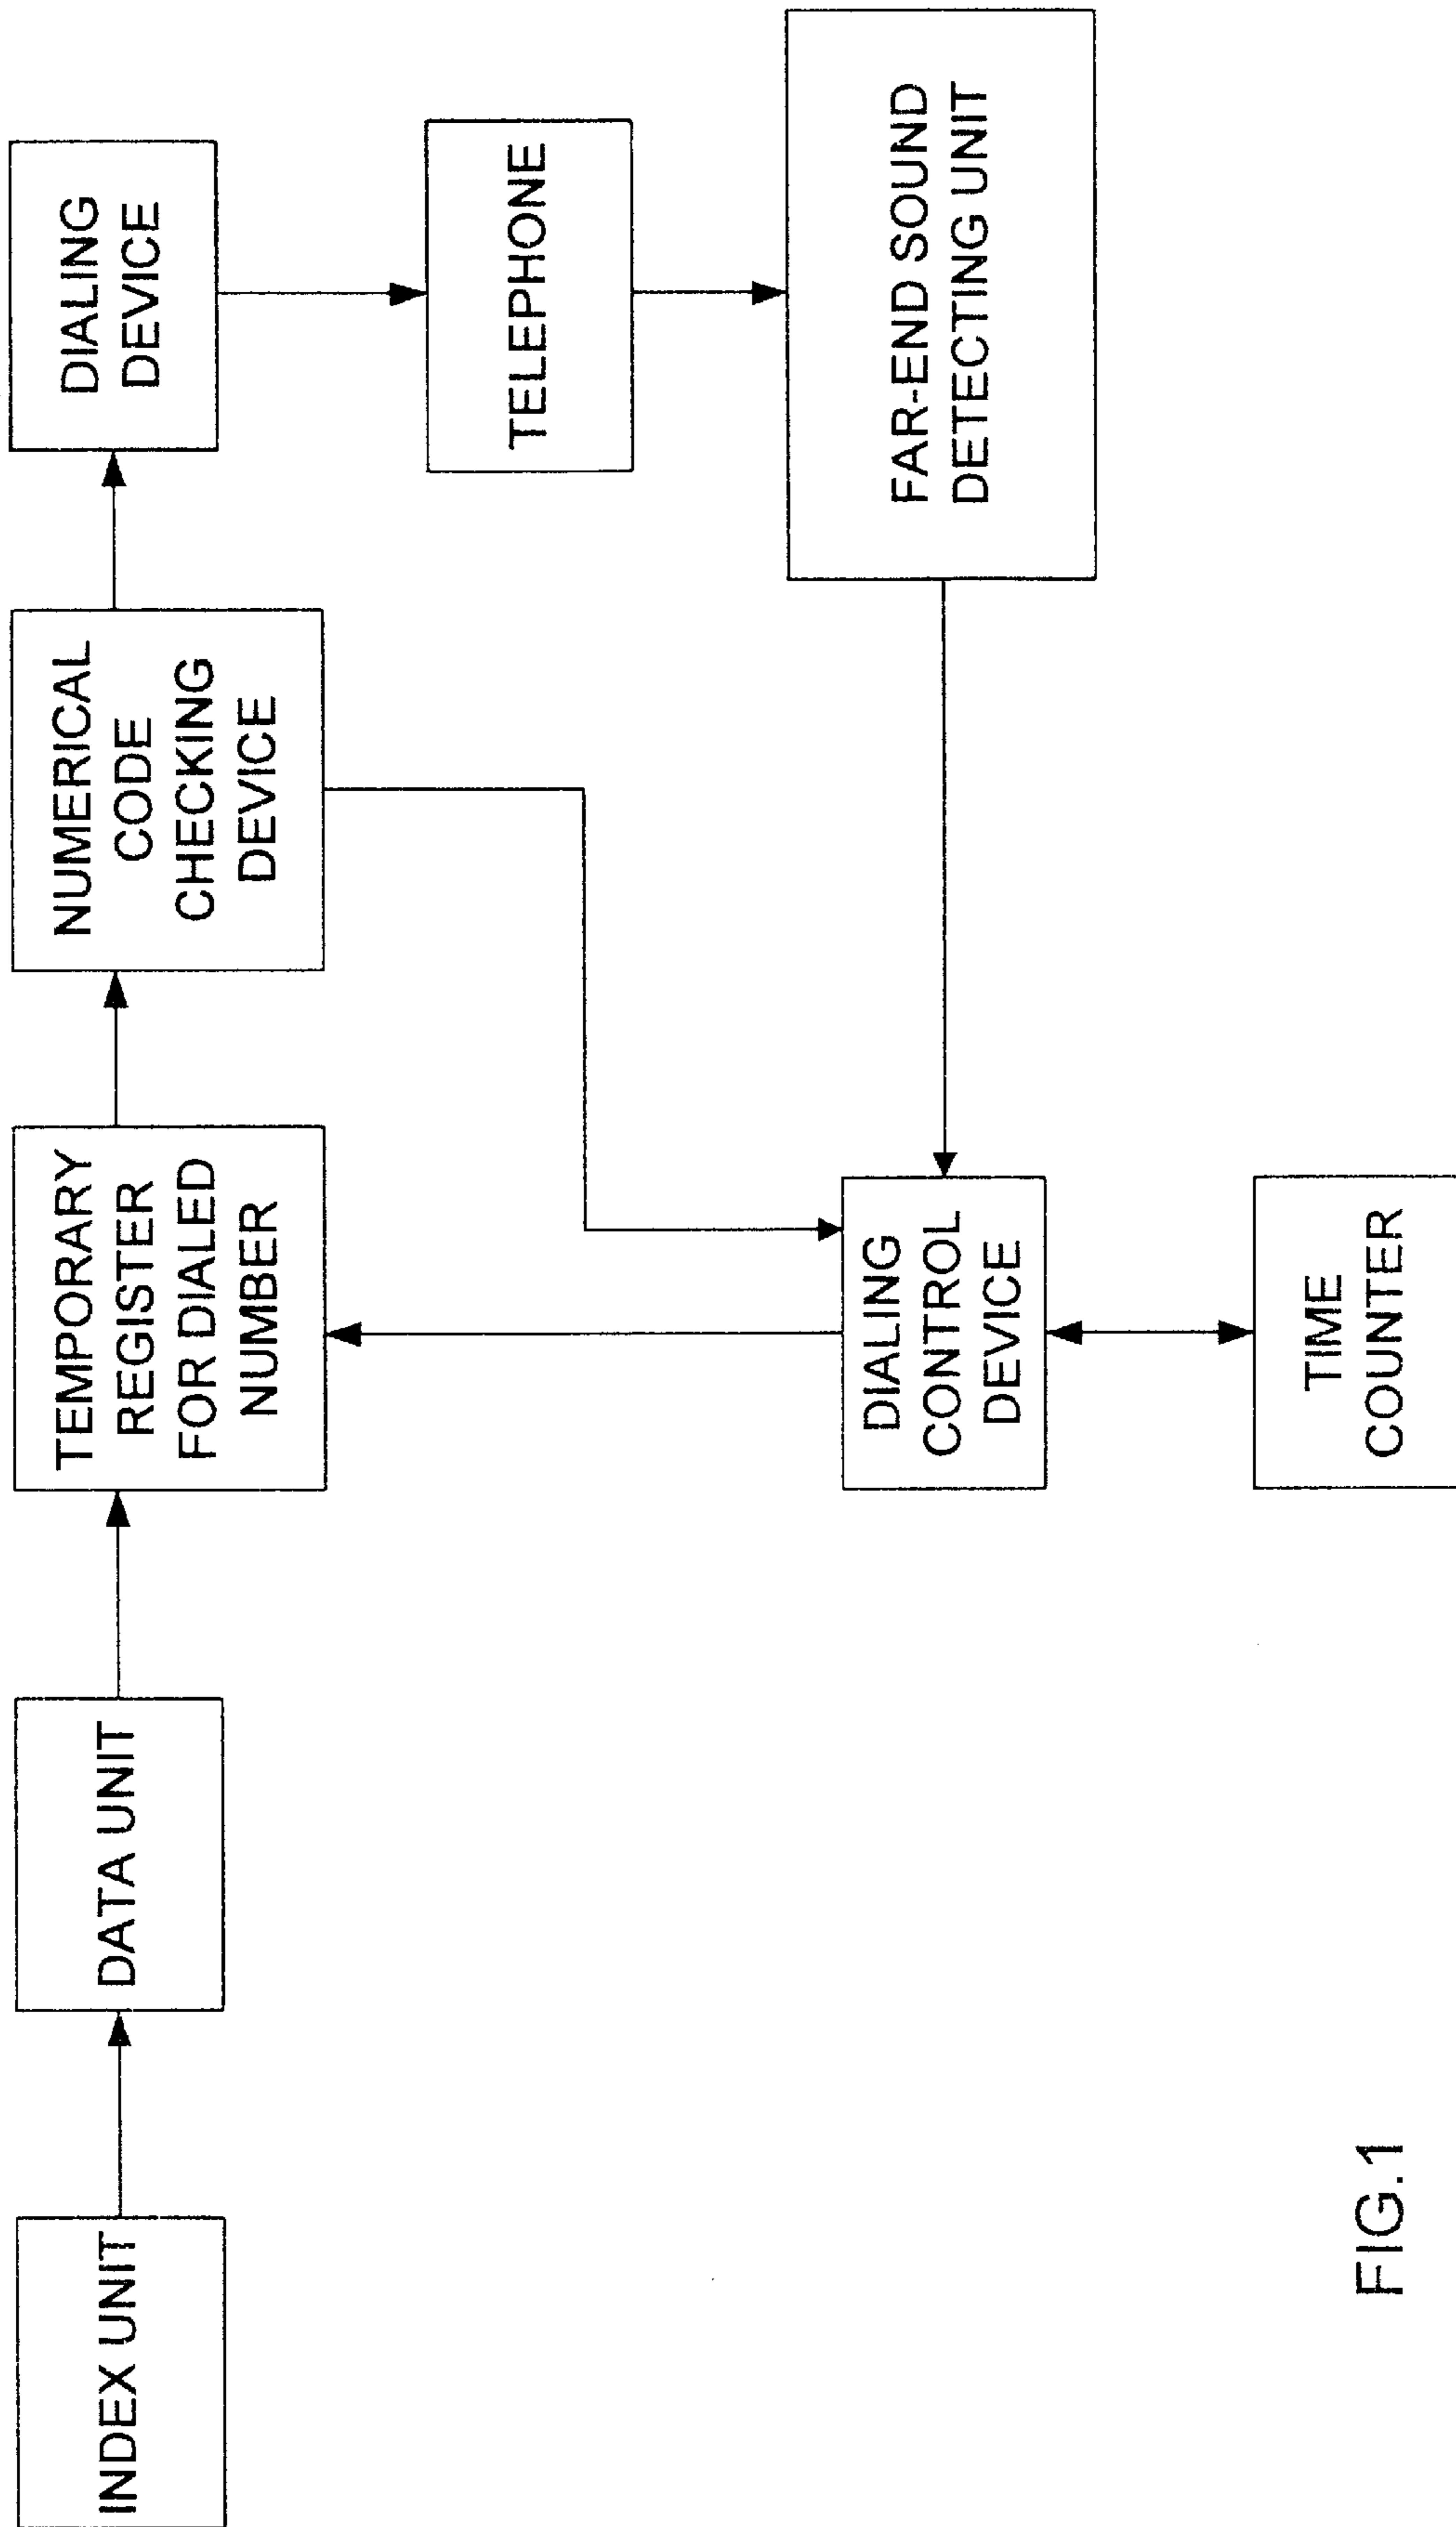 INDEX UNIT
DATA UNIT
TEMPORARY
REGISTER
FOR DIALED
NUMBER
NUMERICAL
CODE
CHECKING
DEVICE
DIALING
DEVICE
TELEPHONE
FAR-END SOUND
DETECTING UNIT
DIALING
CONTROL
DEVICE
TIME
COUNTER
FIG.1